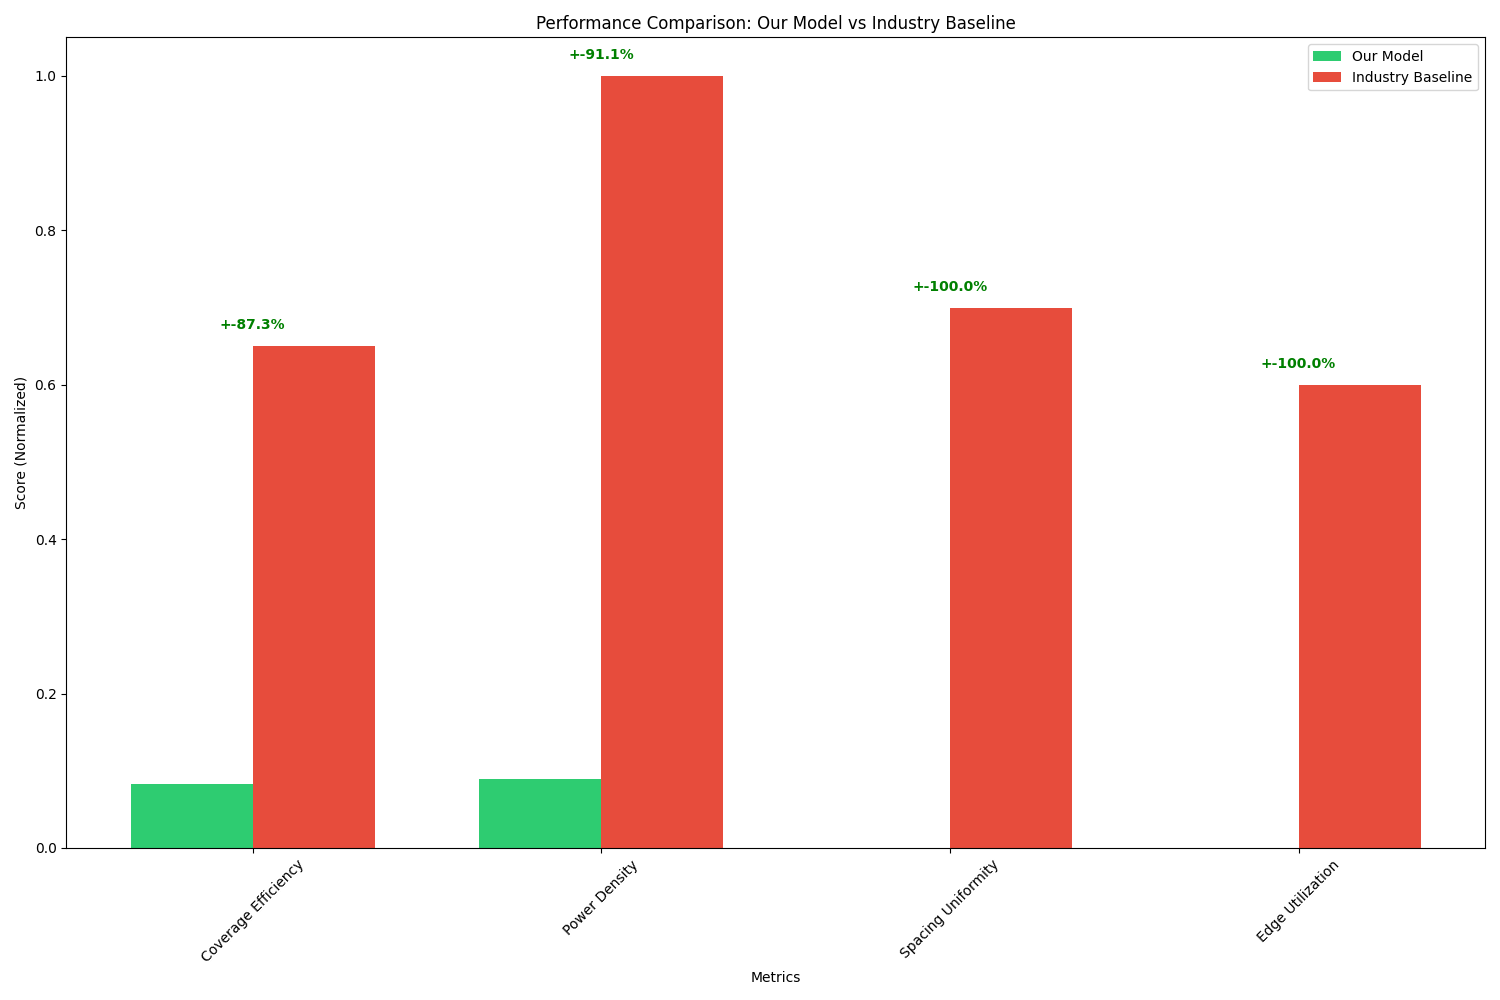 Performance Comparison: Our Model vs Industry Baseline
Our Model
Industry Baseline
+-87.3%
+-91.1%
+-100.0%
+-100.0%
Score (Normalized)
1.0
0.8
0.6
0.4
0.2
0.0
Coverage Efficiency
Power Density
Spacing Uniformity
Edge Utilization
Metrics